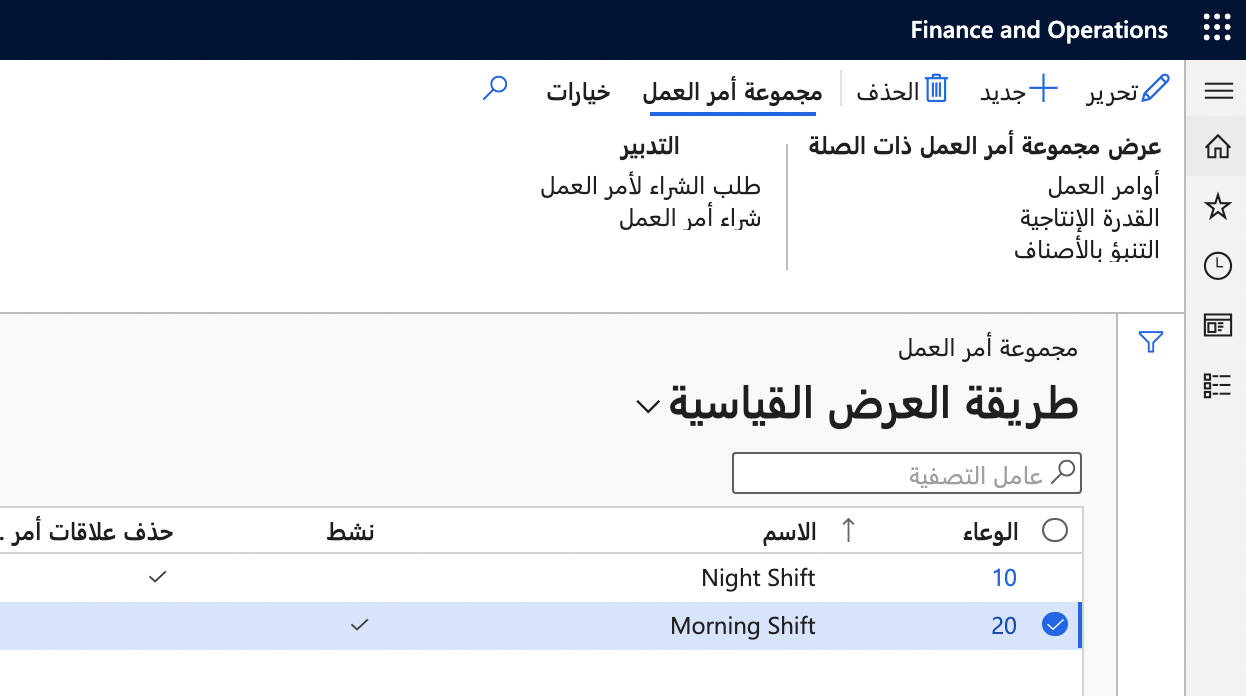 Finance and Operations
تحرير
جديد
الحذف
مجموعة أمر العمل
خيارات
عرض مجموعة أمر العمل ذات الصلة
أوامر العمل
القدرة الإنتاجية
التنبؤ بالأصناف
التدبير
طلب الشراء لأمر العمل
شراء أمر العمل
مجموعة أمر العمل
طريقة العرض القياسية
عامل التصفية
الوعاء الاسم نشط حذف علاقات أمر .
10 Night Shift
20 Morning Shift